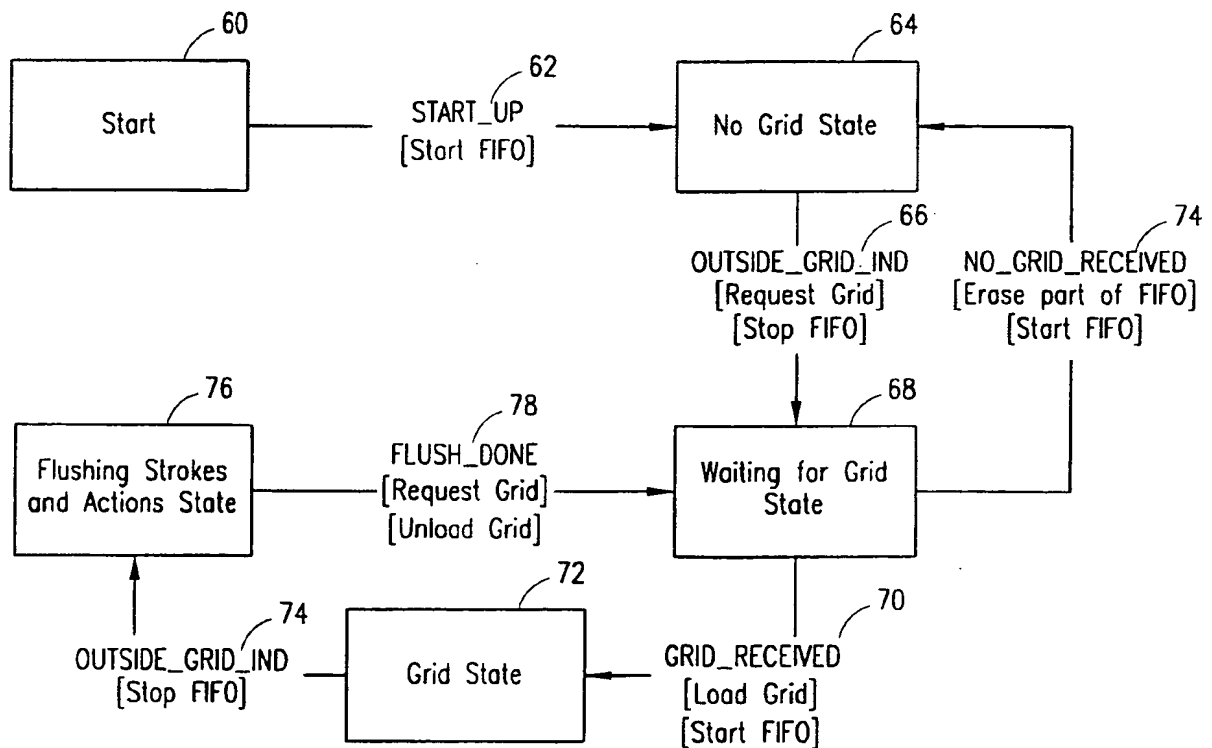 60
Start
62
START_UP
[Start FIFO]
64
No Grid State
66
OUTSIDE_GRID_IND
[Request Grid]
[Stop FIFO]
74
NO_GRID_RECEIVED
[Erase part of FIFO]
[Start FIFO]
76
Flushing Strokes
and Actions State
78
FLUSH_DONE
[Request Grid]
[Unload Grid]
68
Waiting for Grid
State
74
OUTSIDE_GRID_IND
[Stop FIFO]
72
Grid State
70
GRID_RECEIVED
[Load Grid]
[Start FIFO]